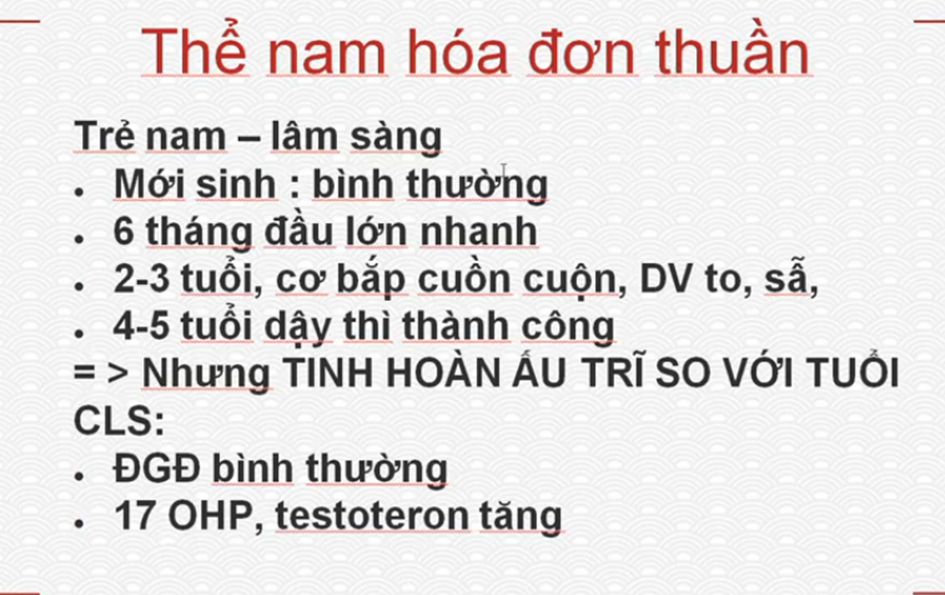 Thể nam hóa đơn thuần
Trẻ nam – lâm sàng
• Mới sinh : bình thường
• 6 tháng đầu lớn nhanh
• 2-3 tuổi, cơ bắp cuồn cuộn, DV to, sẫ,
• 4-5 tuổi dậy thì thành công
= > Nhưng TINH HOÀN ẤU TRĨ SO VỚI TUỔI
CLS:
• ĐGĐ bình thường
• 17 OHP, testoteron tăng